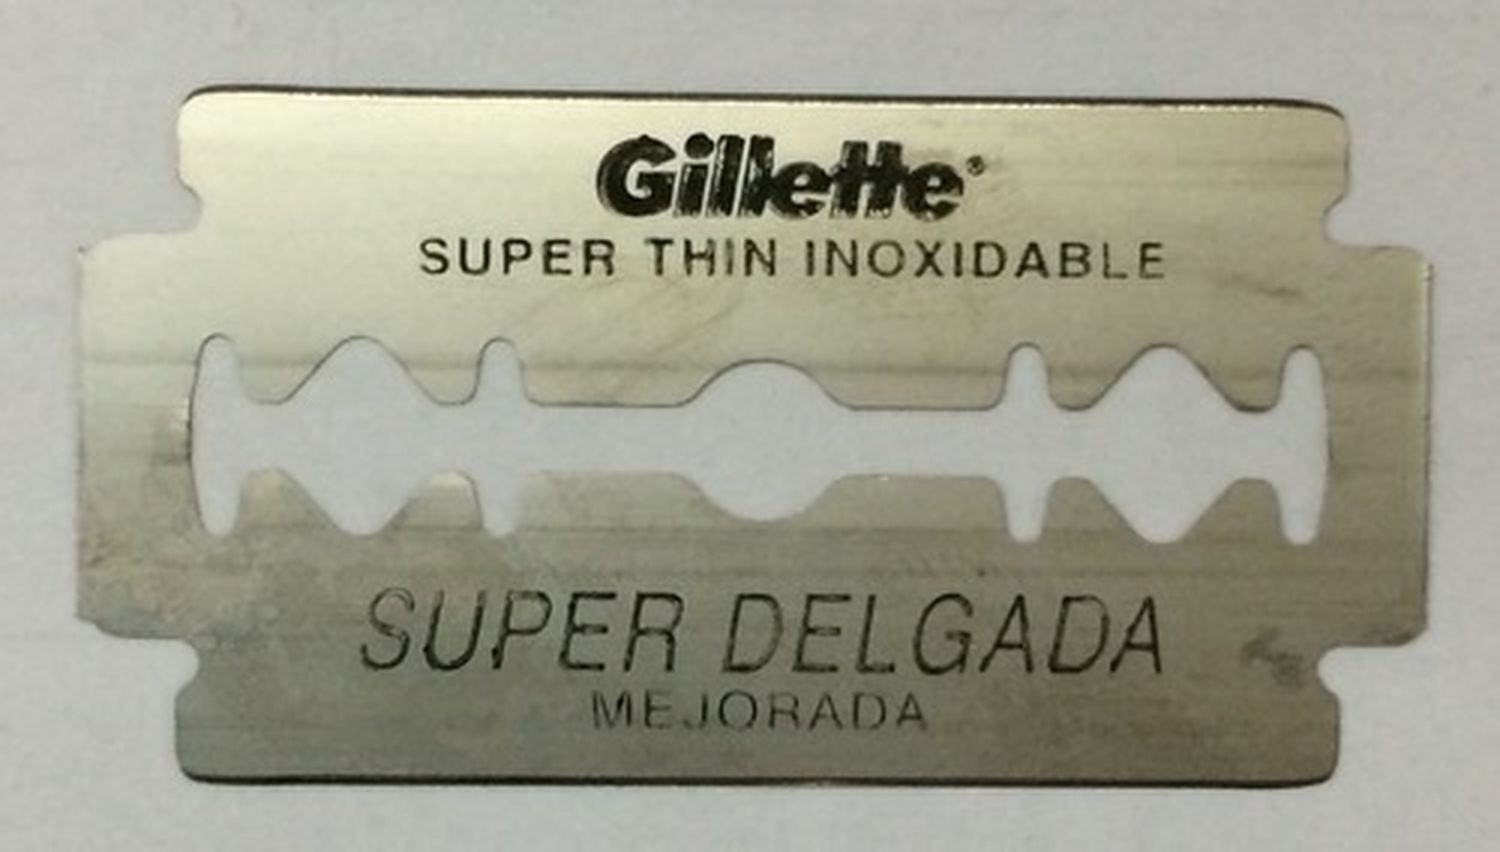 Gillette®
SUPER THIN INOXIDABLE
SUPER DELGADA
MEJORADA